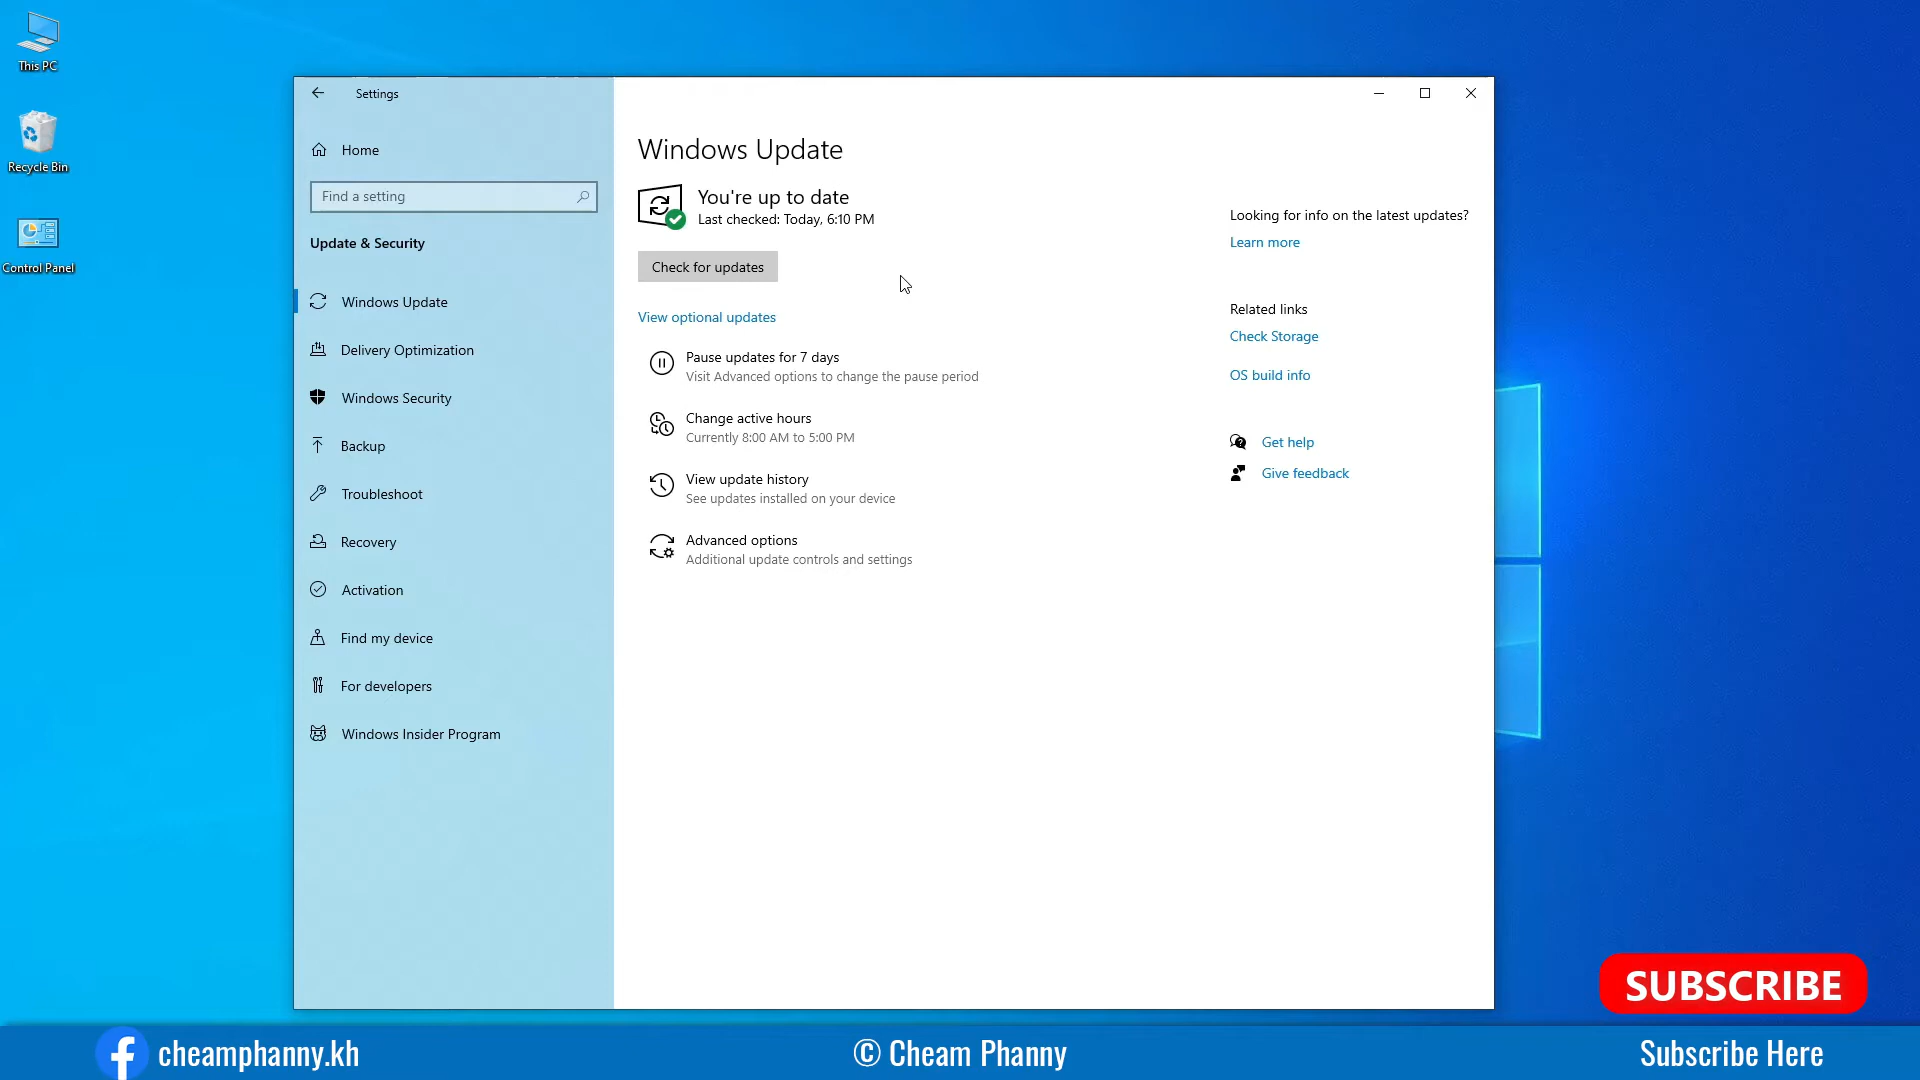 This PC
Recycle Bin
Control Panel
Settings
Home
Find a setting
Update & Security
Windows Update
Delivery Optimization
Windows Security
Backup
Troubleshoot
Recovery
Activation
Find my device
For developers
Windows Insider Program
Windows Update
You're up to date
Last checked: Today, 6:10 PM
Check for updates
View optional updates
Pause updates for 7 days
Visit Advanced options to change the pause period
Change active hours
Currently 8:00 AM to 5:00 PM
View update history
See updates installed on your device
Advanced options
Additional update controls and settings
Looking for info on the latest updates?
Learn more
Related links
Check Storage
OS build info
Get help
Give feedback
SUBSCRIBE
cheamphanny.kh
© Cheam Phanny
Subscribe Here